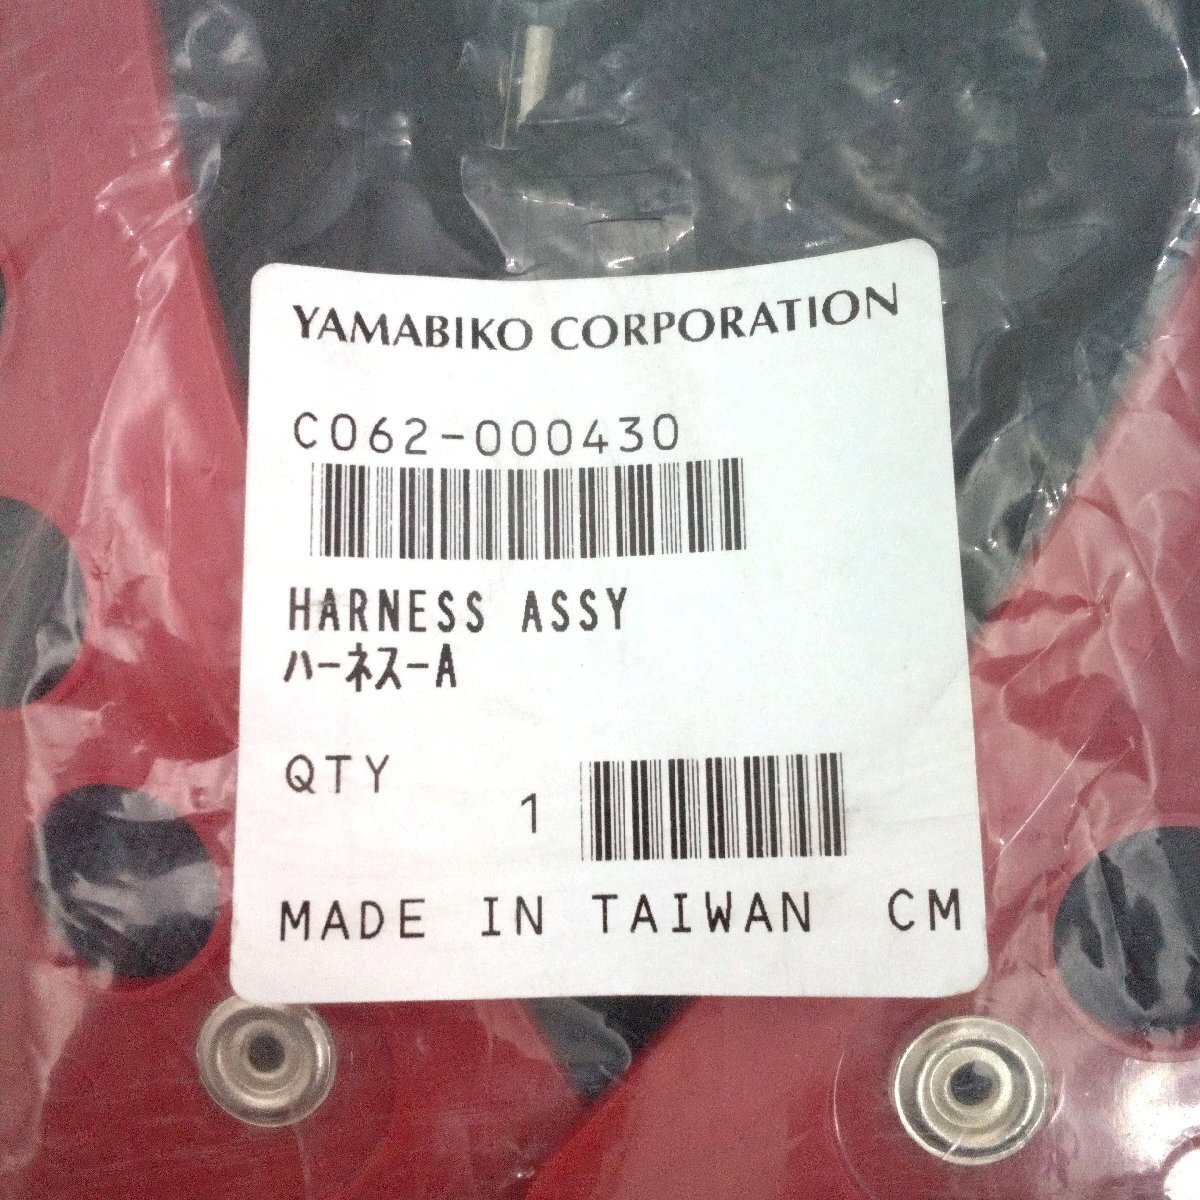 YAMABIKO CORPORATION
C062-000430
HARNESS ASSY
ハーネスーA
QTY
1
MADE IN TAIWAN CM